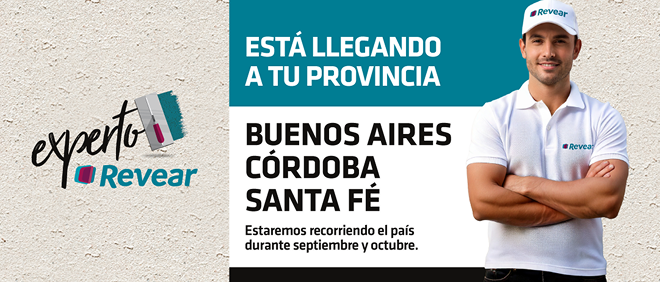 experto
Revear
ESTÁ LLEGANDO
A TU PROVINCIA
BUENOS AIRES
CÓRDOBA
SANTA FÉ
Estaremos recorriendo el país
durante septiembre y octubre.
Revear
Revear